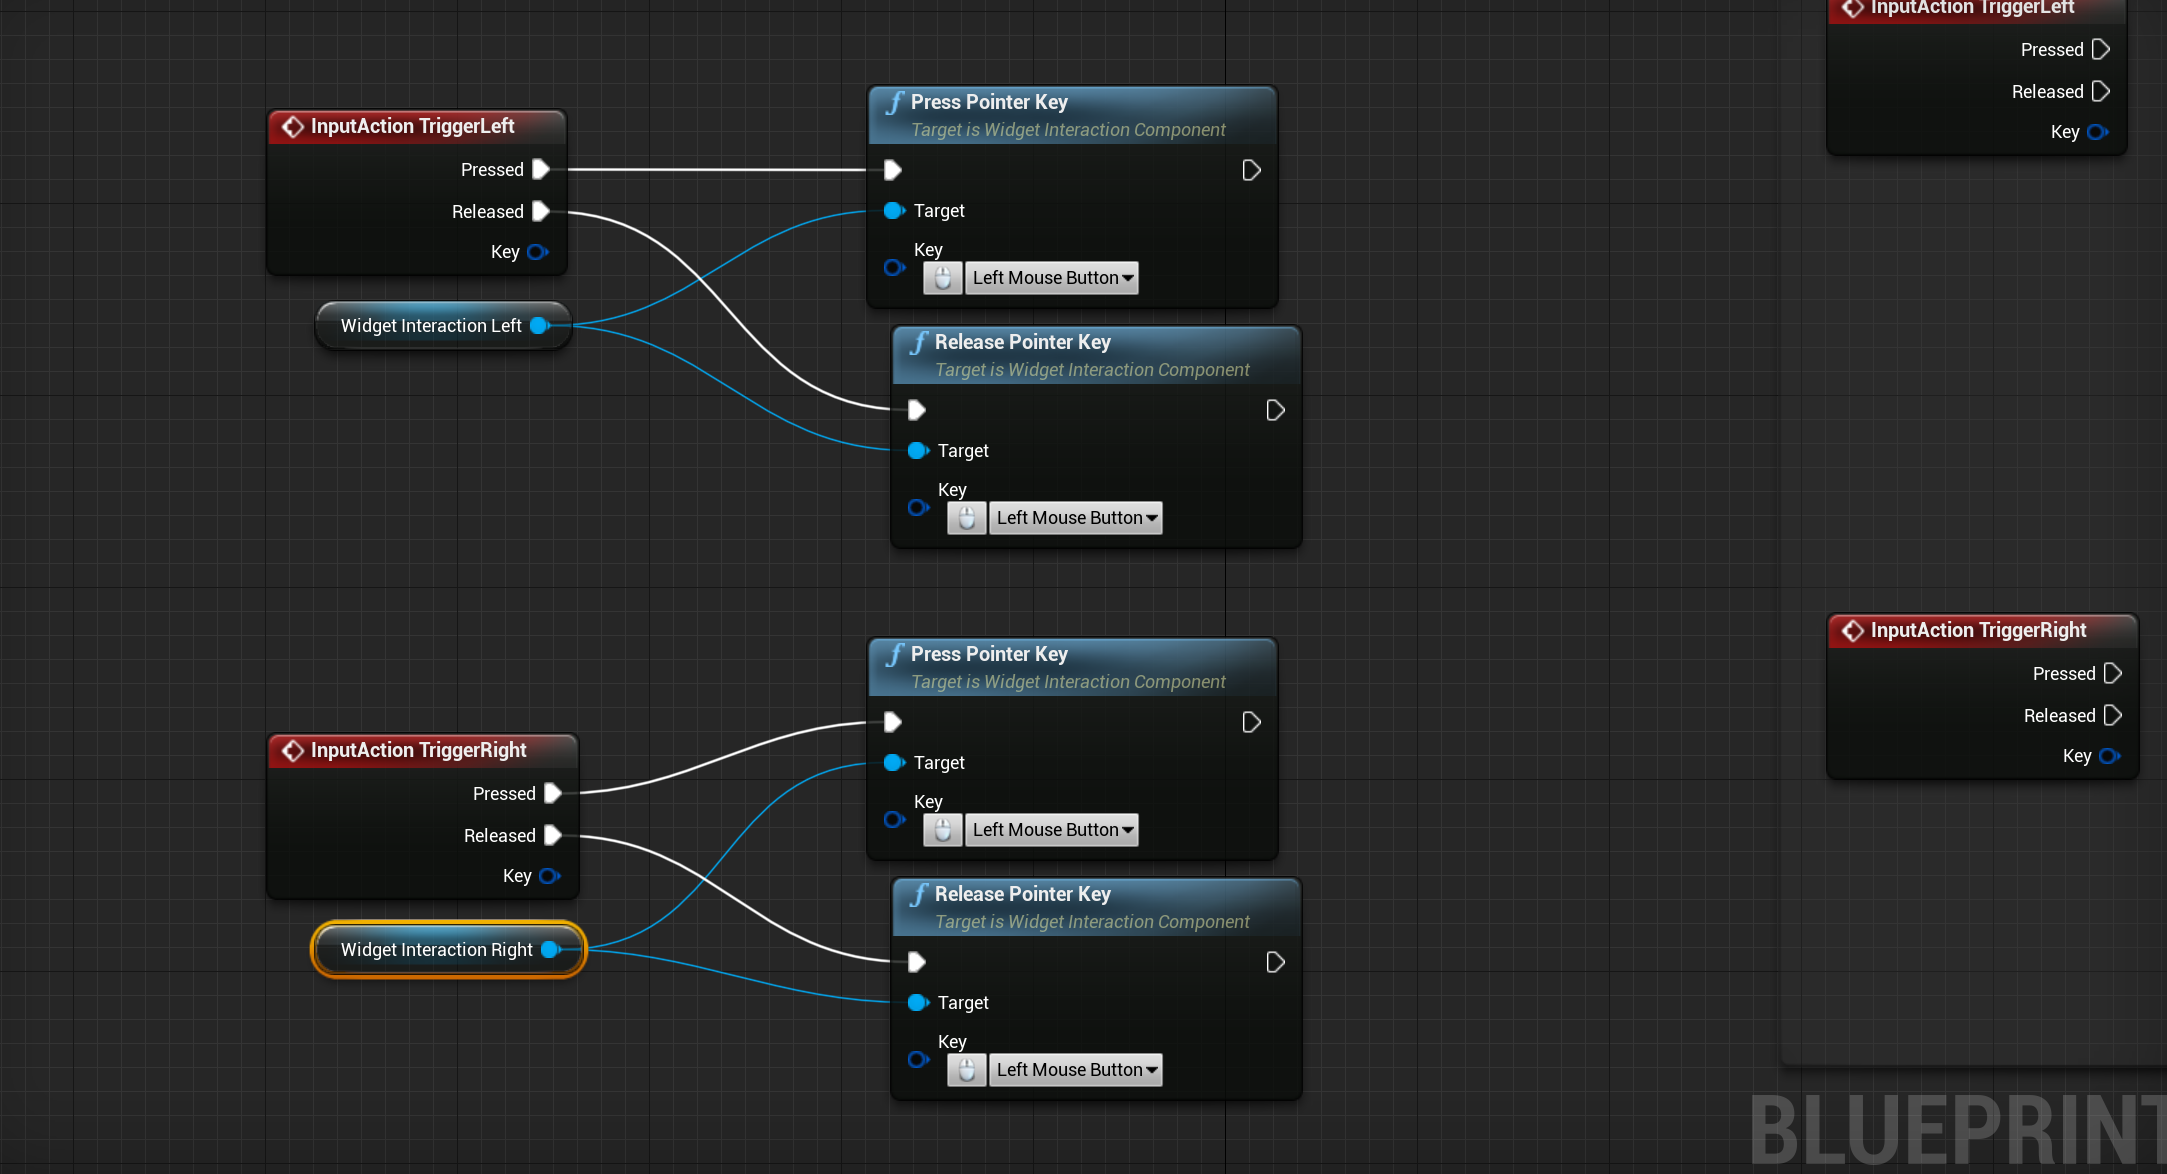 InputAction TriggerLeft
Pressed
Released
Key
Widget Interaction Left
Press Pointer Key
Target is Widget Interaction Component
Target
Key
Left Mouse Button
Release Pointer Key
Target is Widget Interaction Component
Target
Key
Left Mouse Button
InputAction TriggerRight
Pressed
Released
Key
Widget Interaction Right
Press Pointer Key
Target is Widget Interaction Component
Target
Key
Left Mouse Button
Release Pointer Key
Target is Widget Interaction Component
Target
Key
Left Mouse Button
InputAction TriggerLeft
Pressed
Released
Key
InputAction TriggerRight
Pressed
Released
Key
BLUEPRINT